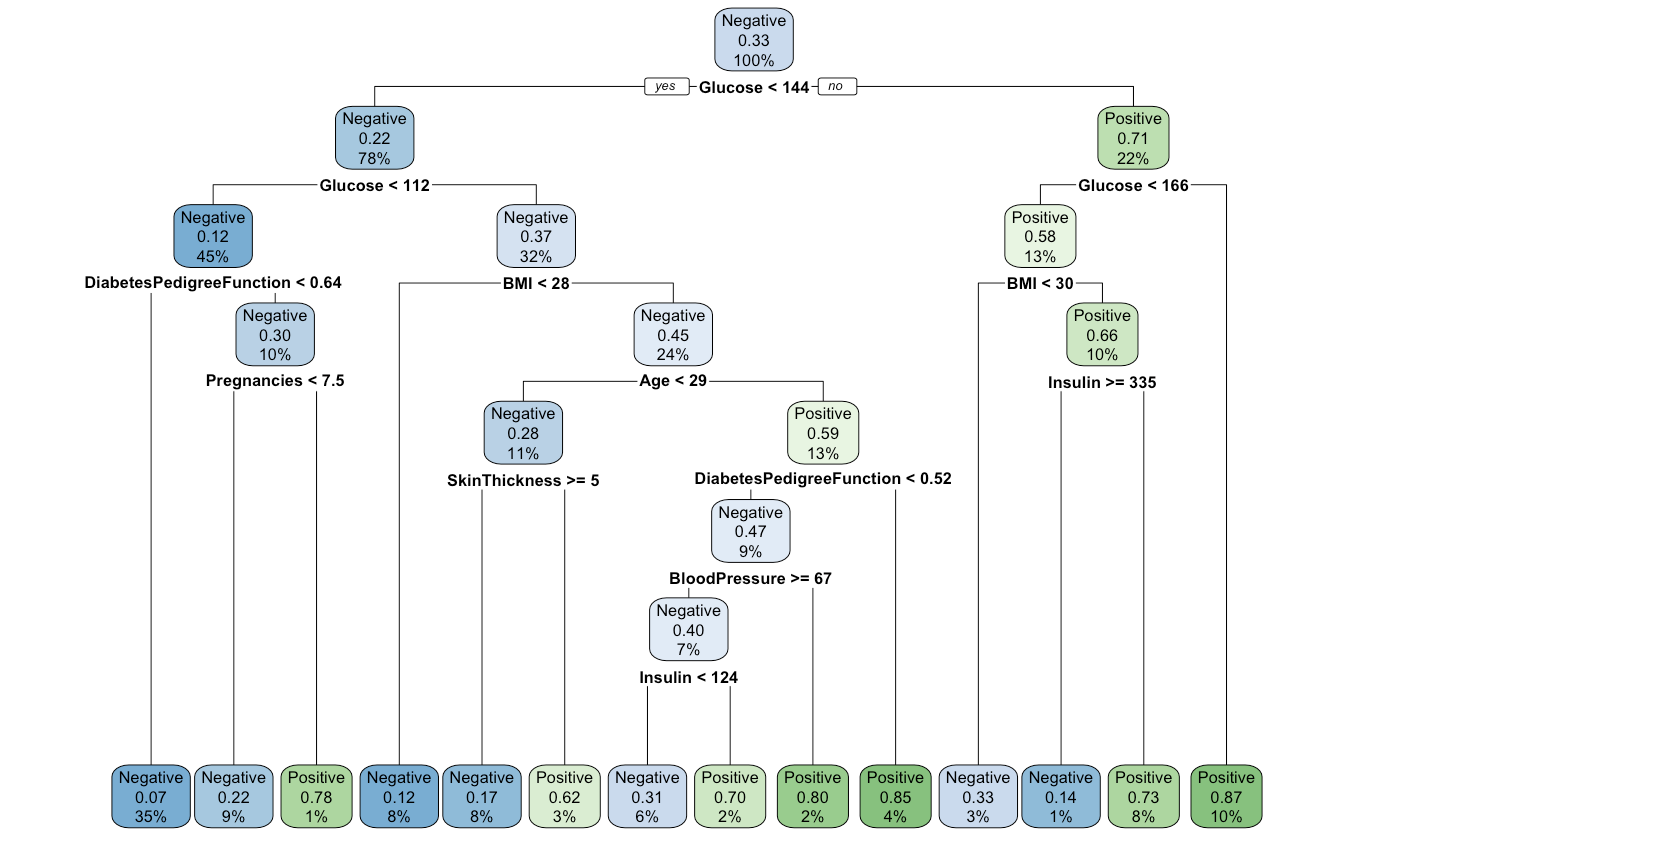 Negative
0.33
100%
yes Glucose < 144 no
Negative
0.22
78%
Positive
0.71
22%
Glucose < 112
Glucose < 166
Negative
0.12
45%
Negative
0.37
32%
Positive
0.58
13%
DiabetesPedigreeFunction < 0.64
BMI < 28
BMI < 30
Negative
0.30
10%
Negative
0.45
24%
Positive
0.66
10%
Pregnancies < 7.5
Age < 29
Insulin >= 335
Negative
0.28
11%
Positive
0.59
13%
SkinThickness >= 5
DiabetesPedigreeFunction < 0.52
Negative
0.47
9%
BloodPressure >= 67
Negative
0.40
7%
Insulin < 124
Negative
0.07
35%
Negative
0.22
9%
Positive
0.78
1%
Negative
0.12
8%
Negative
0.17
8%
Positive
0.62
3%
Negative
0.31
6%
Positive
0.70
2%
Positive
0.80
2%
Positive
0.85
4%
Negative
0.33
3%
Negative
0.14
1%
Positive
0.73
8%
Positive
0.87
10%